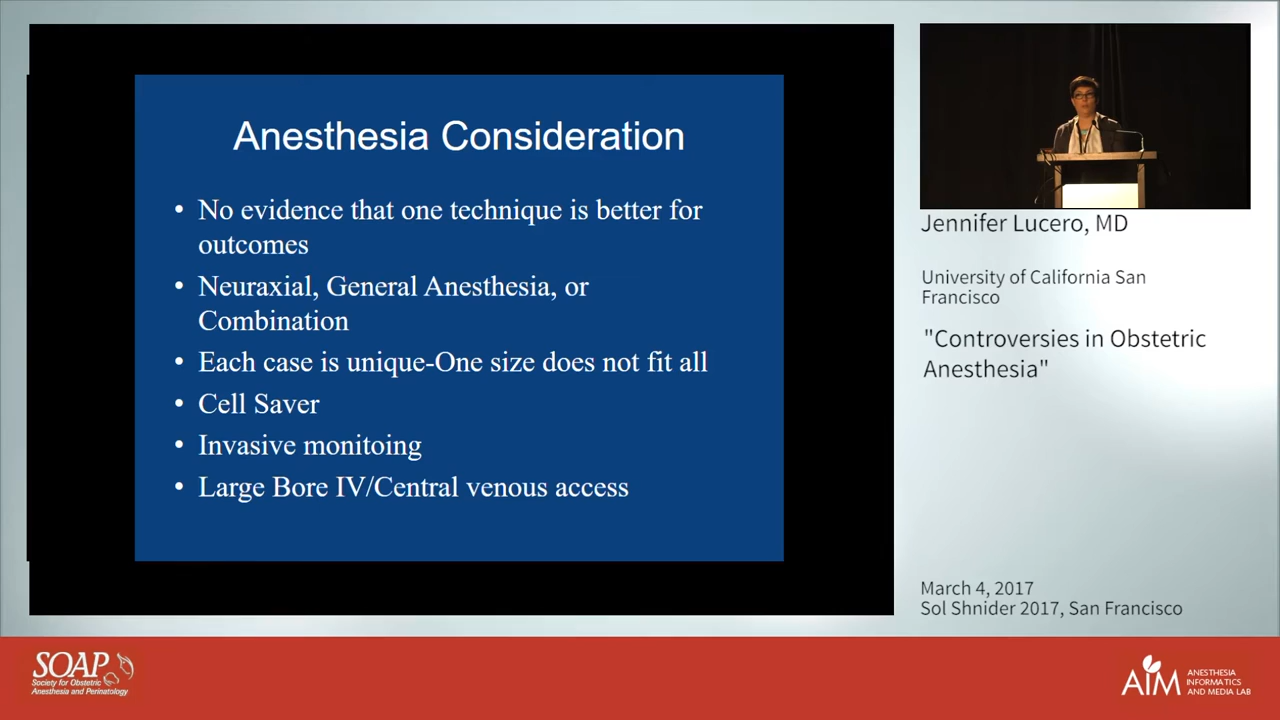 Anesthesia Consideration
• No evidence that one technique is better for
outcomes
• Neuraxial, General Anesthesia, or
Combination
• Each case is unique-One size does not fit all
• Cell Saver
• Invasive monitoing
• Large Bore IV/Central venous access
Jennifer Lucero, MD
University of California San
Francisco
"Controversies in Obstetric
Anesthesia"
March 4, 2017
Sol Shnider 2017, San Francisco
SOAP
Society for Obstetric
Anesthesia and Perinatology
AIM
ANESTHESIA
INFORMATICS
AND MEDIA LAB